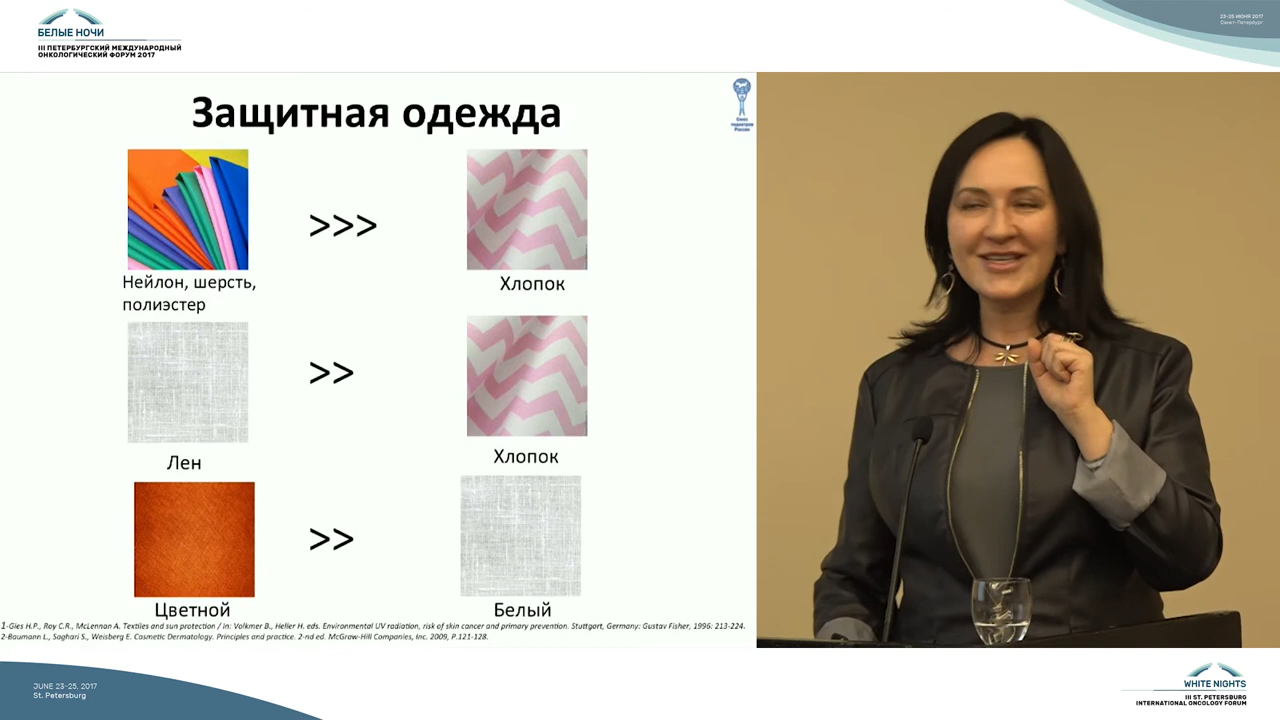 БЕЛЫЕ НОЧИ
III ПЕТЕРБУРГСКИЙ МЕЖДУНАРОДНЫЙ
ОНКОЛОГИЧЕСКИЙ ФОРУМ 2017
23-25 ИЮНЯ 2017
Санкт-Петербург
Защитная одежда
Союз
педиатров
России
>>>
Нейлон, шерсть,
полиэстер
Хлопок
>>
Лен
Хлопок
>>
Цветной
Белый
1-Gies H.P., Roy C.R., McLennan A. Textiles and sun protection / In: Volkmer B., Heller H. eds. Environmental UV radiation, risk of skin cancer and primary prevention. Stuttgart, Germany: Gustav Fisher, 1996: 213-224.
2-Baumann L., Saghari S., Weisberg E. Cosmetic Dermatology. Principles and practice. 2-nd ed. McGraw-Hill Companies, Inc. 2009, P.121-128.
JUNE 23-25, 2017
St. Petersburg
WHITE NIGHTS
III ST. PETERSBURG
INTERNATIONAL ONCOLOGY FORUM